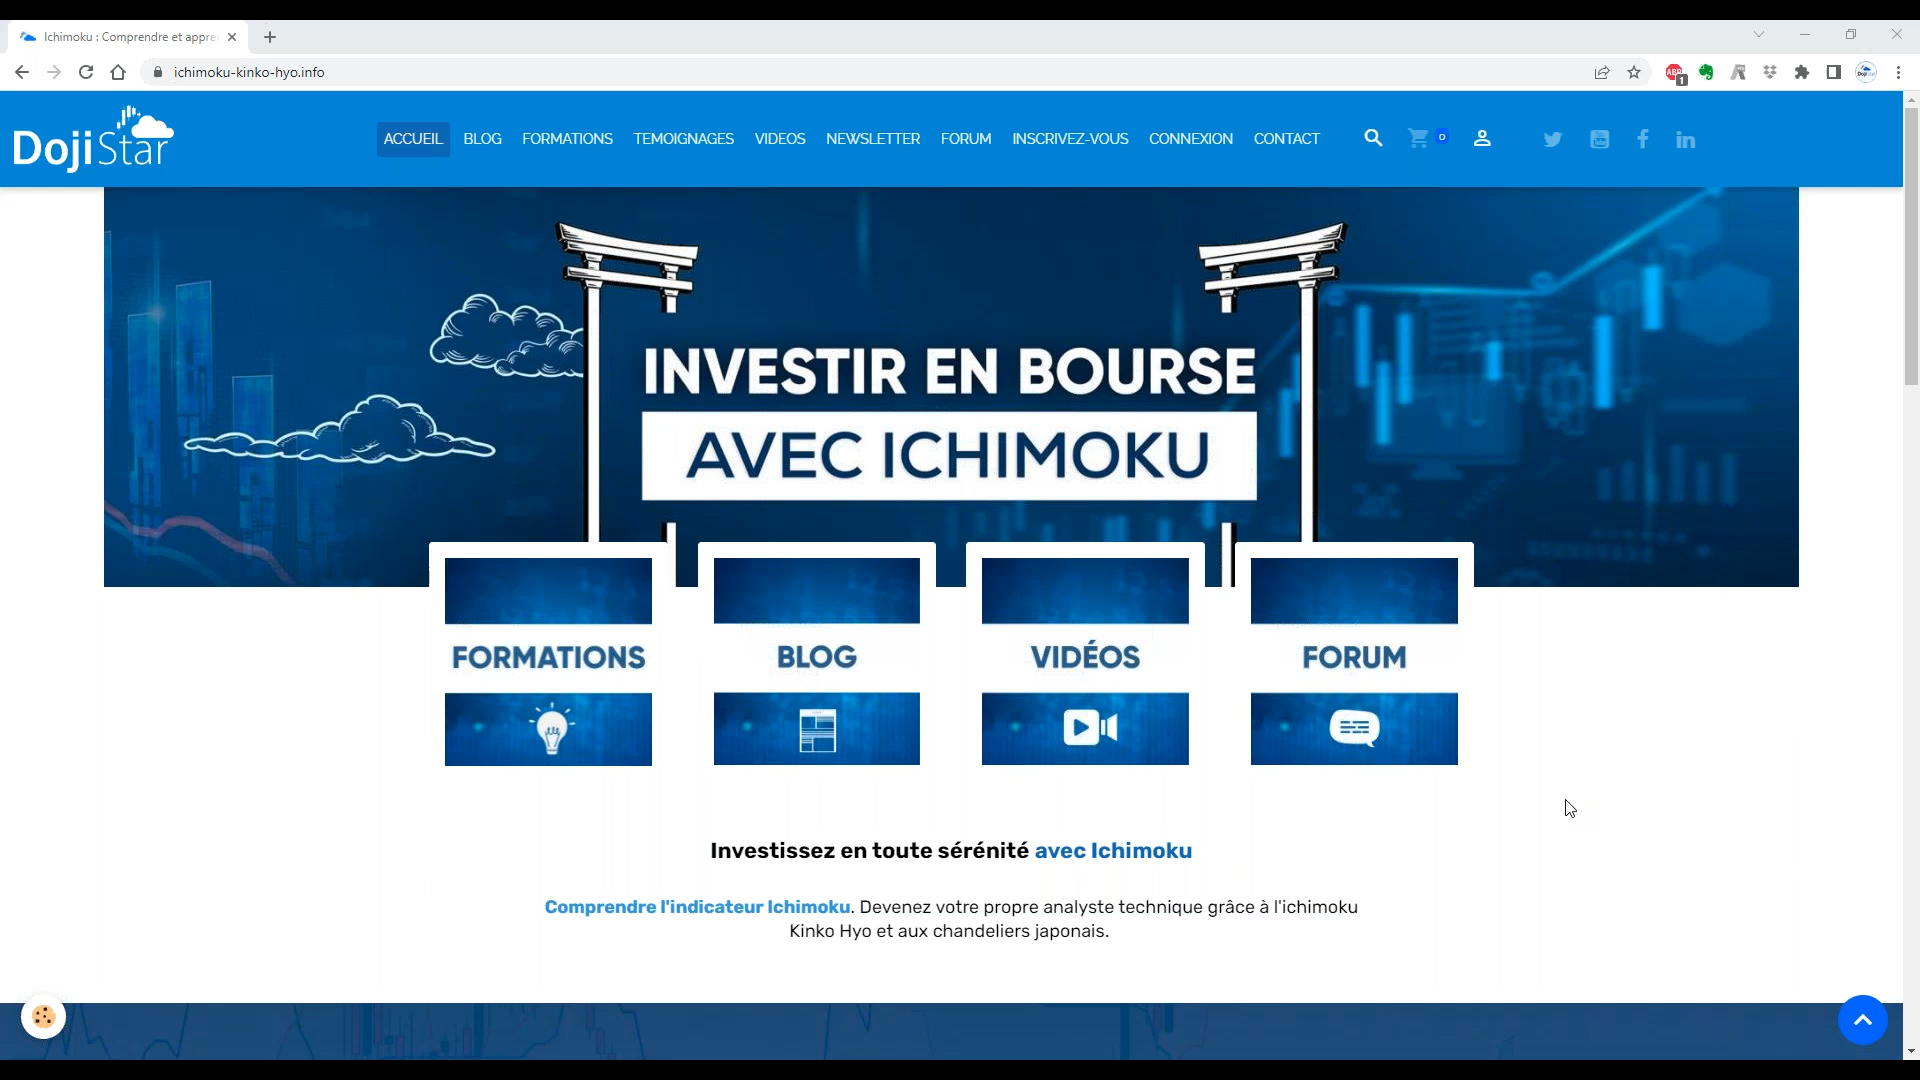 Ichimoku : Comprendre et appre
ichimoku-kinko-hyo.info
ABP
1
DojiStar
ACCUEIL BLOG FORMATIONS TEMOIGNAGES VIDEOS NEWSLETTER FORUM INSCRIVEZ-VOUS CONNEXION CONTACT
0
INVESTIR EN BOURSE
AVEC ICHIMOKU
FORMATIONS
BLOG
VIDÉOS
FORUM
Investissez en toute sérénité avec Ichimoku
Comprendre l'indicateur Ichimoku. Devenez votre propre analyste technique grâce à l'ichimoku
Kinko Hyo et aux chandeliers japonais.